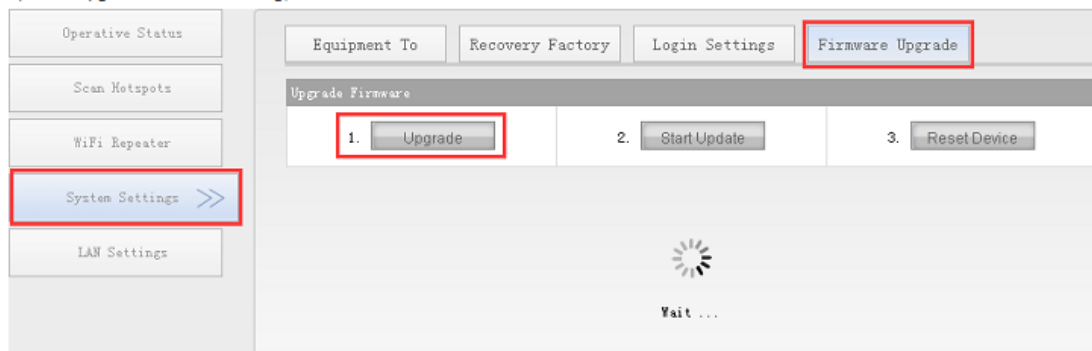 Operative Status
Scan Hotspots
WiFi Repeater
System Settings >>
LAN Settings
Equipment To
Recovery Factory
Login Settings
Firmware Upgrade
Upgrade Firmware
1. Upgrade
2. Start Update
3. Reset Device
Wait ...